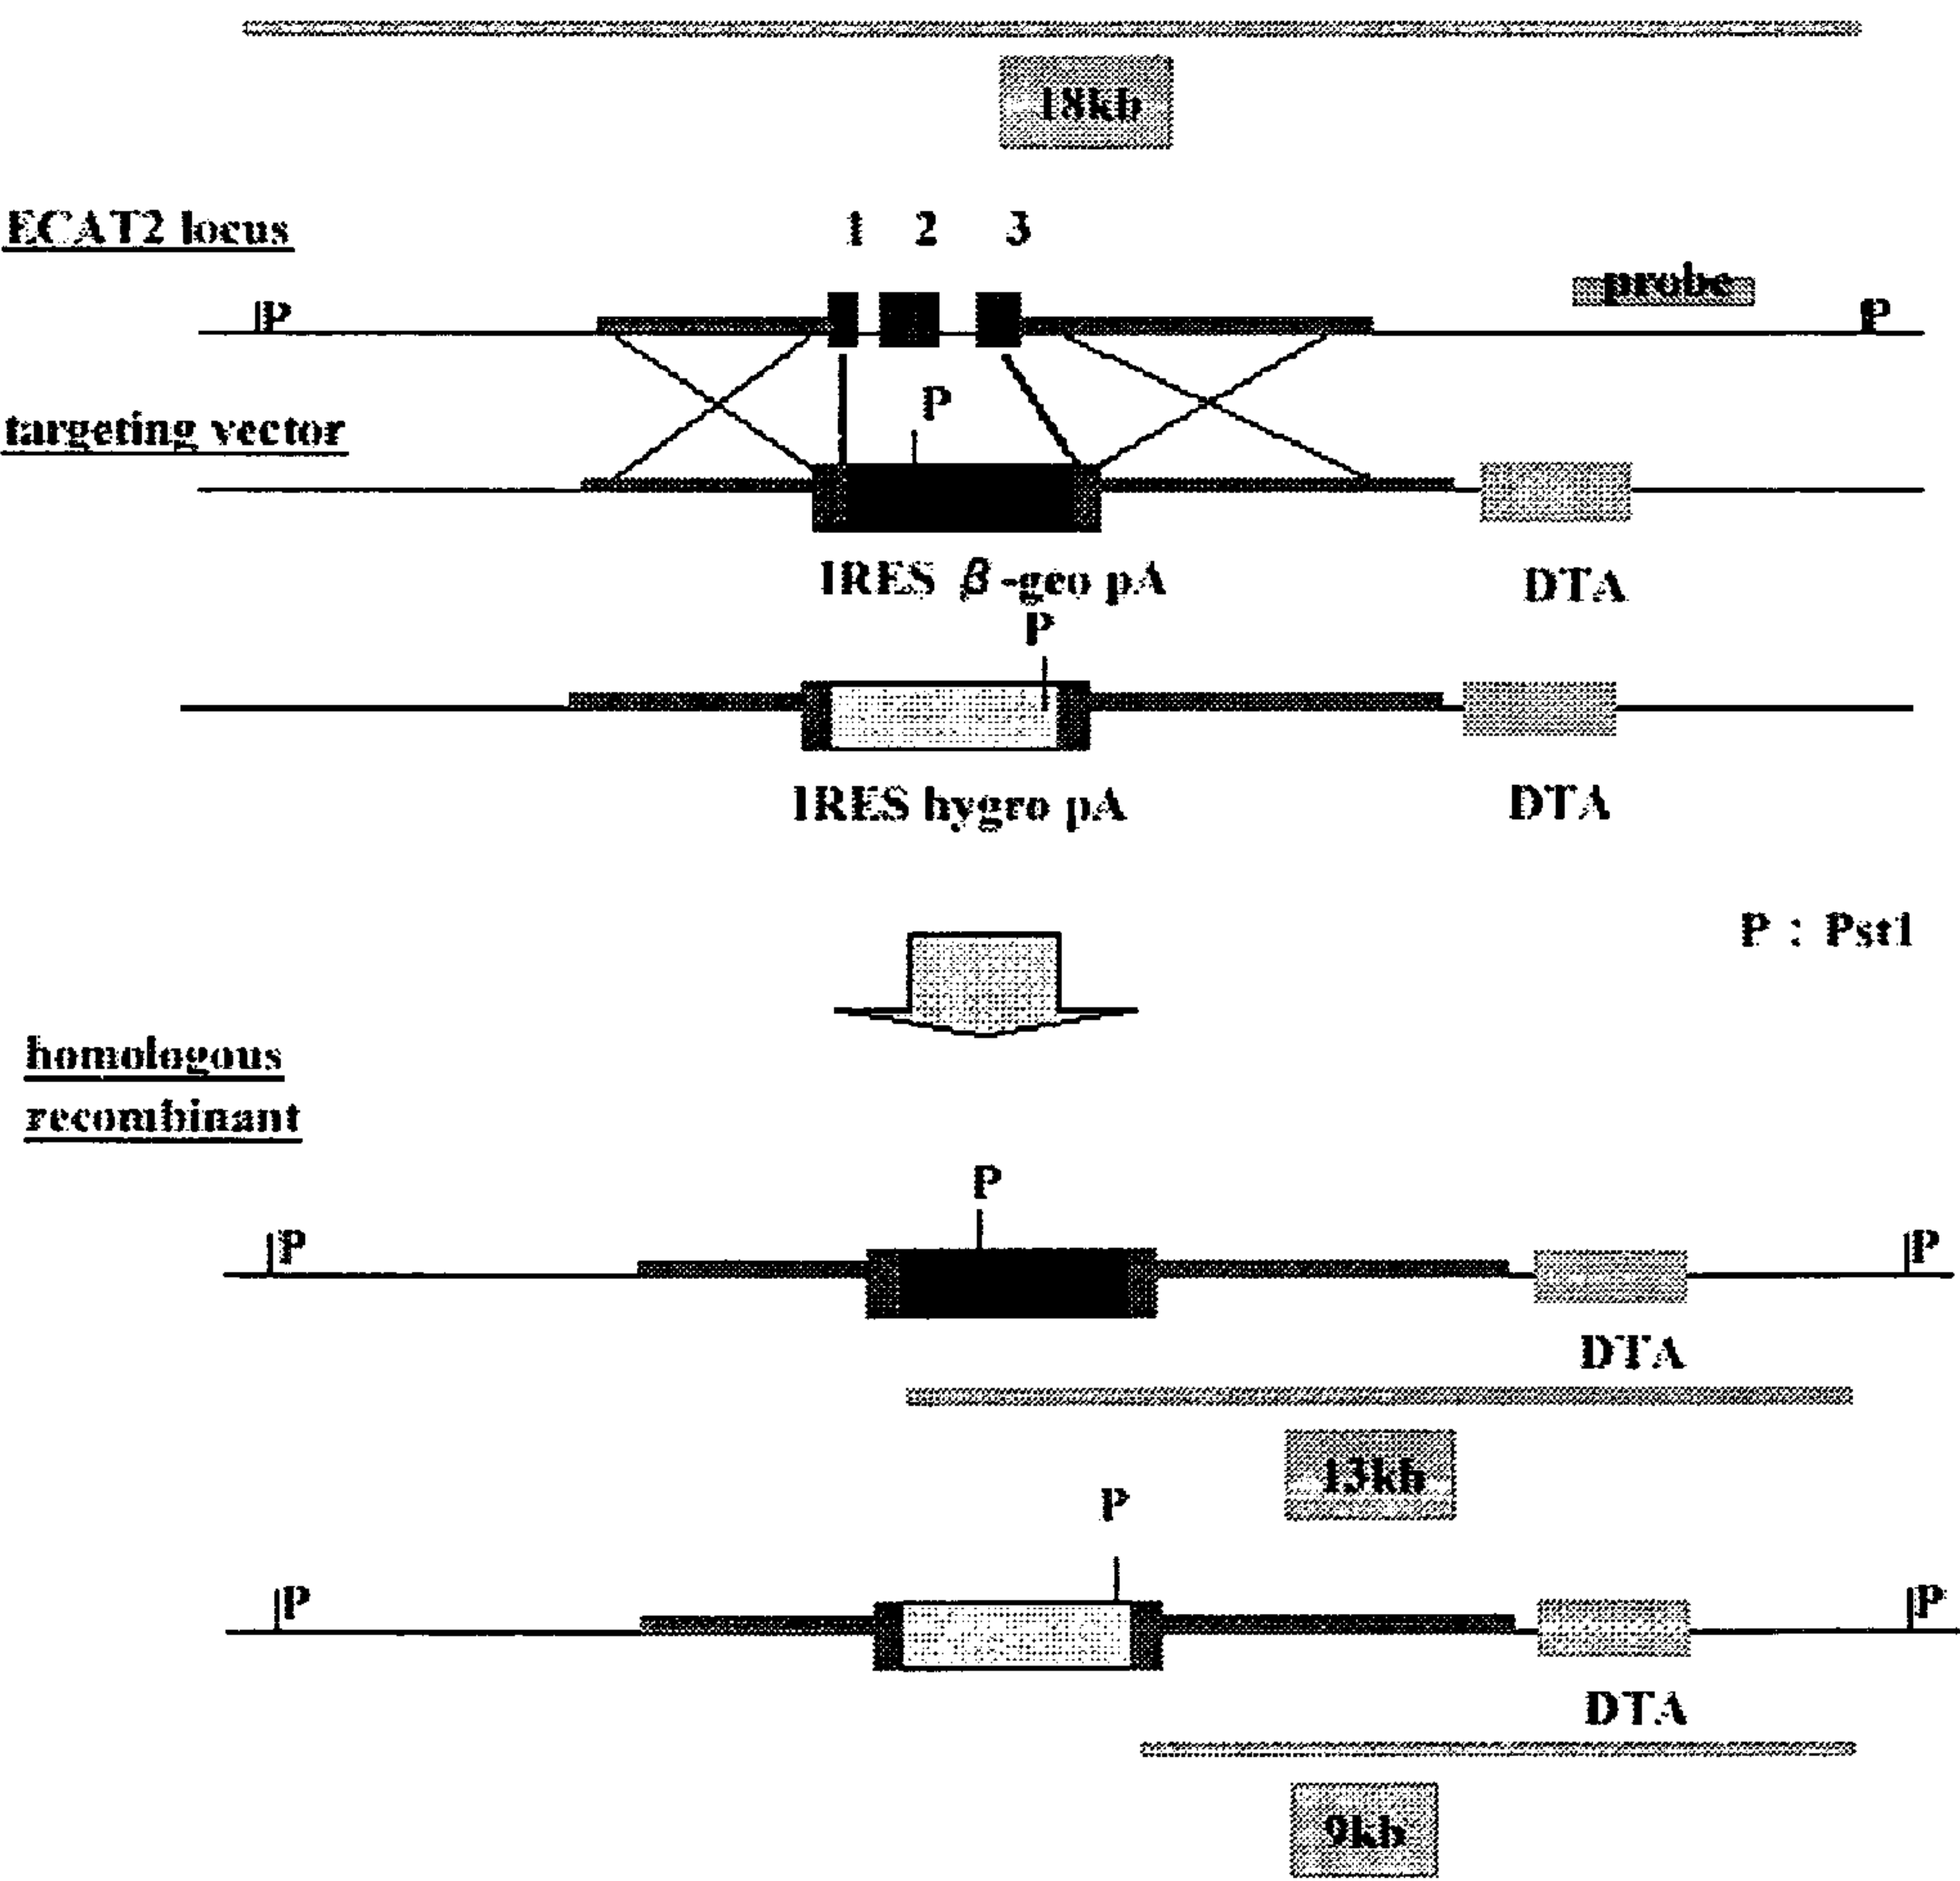 18kb
ECAT2 locus
1 2 3
probe
P
P
P
targeting vector
IRES β-geo pA
DTA
P
IRES hygro pA
DTA
P : Pst1
homologous
recombinant
P
P
P
DTA
13kb
P
P
P
DTA
9kb